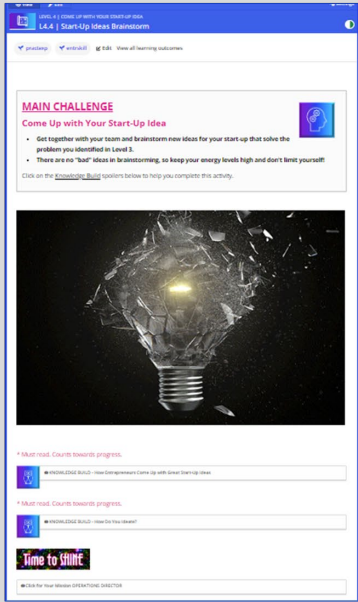 LEVEL 4 | COME UP WITH YOUR START-UP IDEA
L4.4 | Start-Up Ideas Brainstorm
Edit View all learning outcomes
MAIN CHALLENGE
Come Up with Your Start-Up Idea
• Get together with your team and brainstorm new ideas for your start-up that solve the
problem you identified in Level 3.
• There are no "bad" ideas in brainstorming, so keep your energy levels high and don't limit yourself!
Click on the Knowledge Build spoilers below to help you complete this activity.
* Must read. Counts towards progress.
KNOWLEDGE BUILD - How Entrepreneurs Come Up with Great Start-Up Ideas
* Must read. Counts towards progress.
KNOWLEDGE BUILD - How Do You Ideate?
Time to SHINE
Click for Your Mission OPERATIONS DIRECTOR